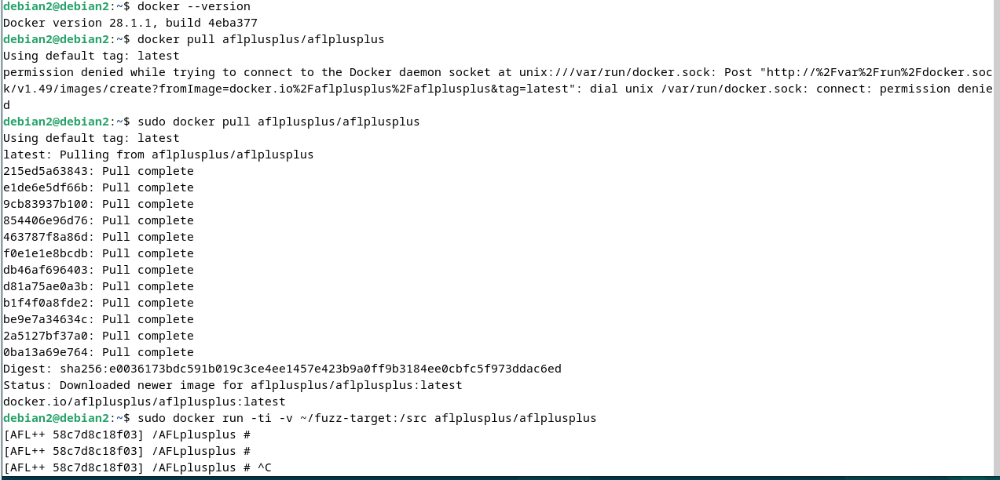 debian2@debian2:~$ docker --version
Docker version 28.1.1, build 4eba377
debian2@debian2:~$ docker pull aflplusplus/aflplusplus
Using default tag: latest
permission denied while trying to connect to the Docker daemon socket at unix:///var/run/docker.sock: Post "http://%2Fvar%2Frun%2Fdocker.soc
k/v1.49/images/create?fromImage=docker.io%2Faflplusplus%2Faflplusplus&tag=latest": dial unix /var/run/docker.sock: connect: permission denie
d
debian2@debian2:~$ sudo docker pull aflplusplus/aflplusplus
Using default tag: latest
latest: Pulling from aflplusplus/aflplusplus
215ed5a63843: Pull complete
e1de6e5df66b: Pull complete
9cb83937b100: Pull complete
854406e96d76: Pull complete
463787f8a86d: Pull complete
f0e1e1e8bcdb: Pull complete
db46af696403: Pull complete
d81a75ae0a3b: Pull complete
b1f4f0a8fde2: Pull complete
be9e7a34634c: Pull complete
2a5127bf37a0: Pull complete
0ba13a69e764: Pull complete
Digest: sha256:e0036173bdc591b019c3ce4ee1457e423b9a0ff9b3184ee0cbfc5f973ddac6ed
Status: Downloaded newer image for aflplusplus/aflplusplus:latest
docker.io/aflplusplus/aflplusplus:latest
debian2@debian2:~$ sudo docker run -ti -v ~/fuzz-target:/src aflplusplus/aflplusplus
[AFL++ 58c7d8c18f03] /AFLplusplus #
[AFL++ 58c7d8c18f03] /AFLplusplus #
[AFL++ 58c7d8c18f03] /AFLplusplus # ^C